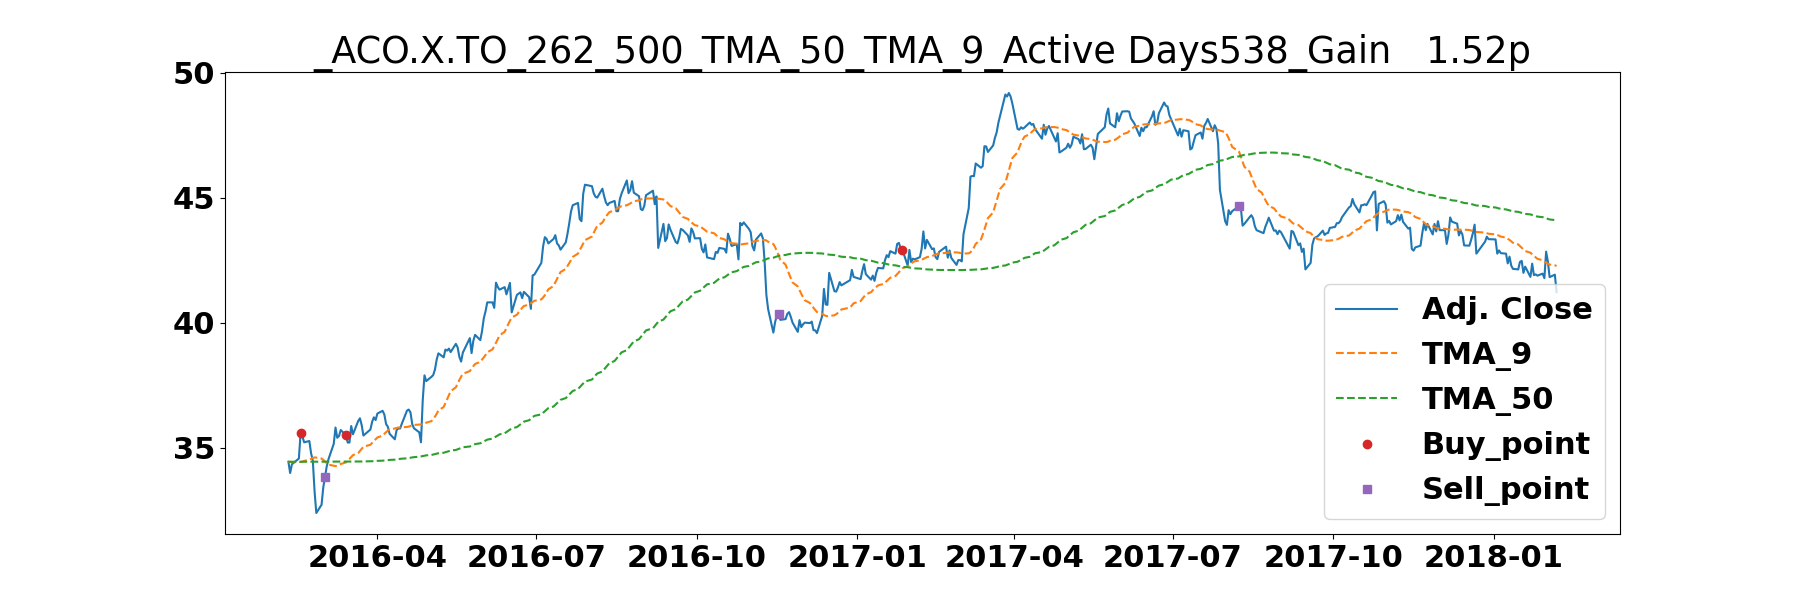 _ACO.X.TO_262_500_TMA_50_TMA_9_Active Days538_Gain   1.52p
50
45
40
35
2016-04 2016-07 2016-10 2017-01 2017-04 2017-07 2017-10 2018-01
Adj. Close
TMA_9
TMA_50
Buy_point
Sell_point